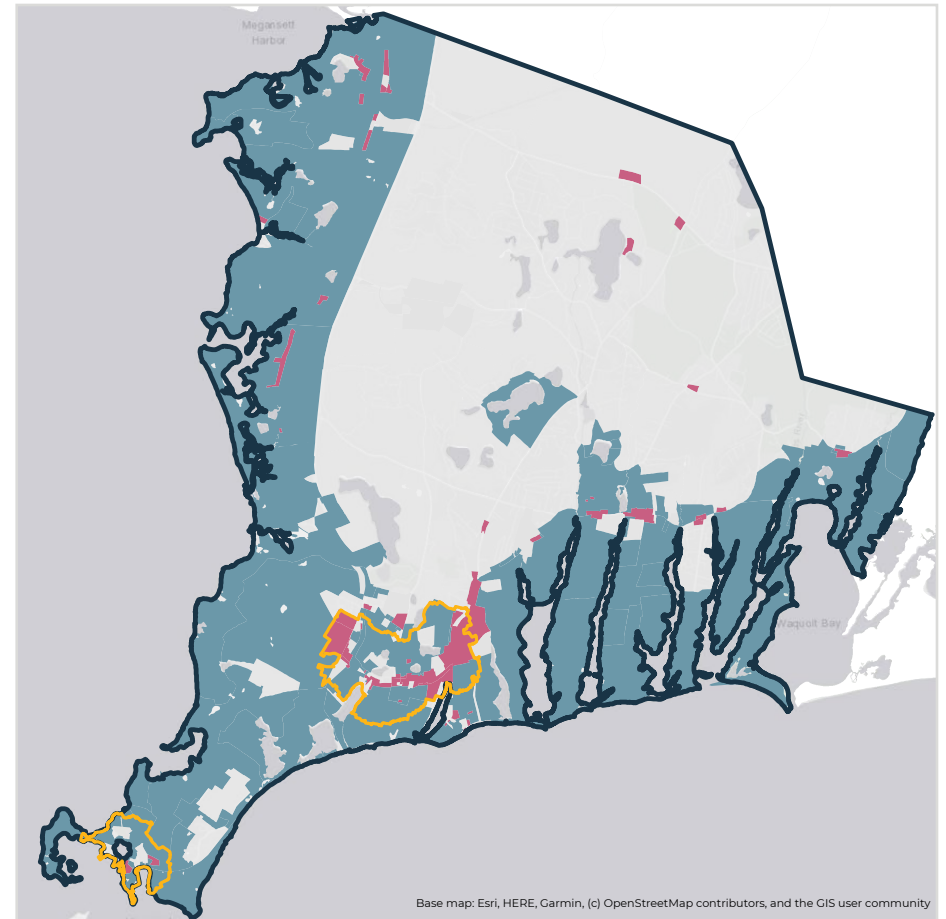 Megansett
Harbor
Waquoit Bay
Base map: Esri, HERE, Garmin, (c) OpenStreetMap contributors, and the GIS user community